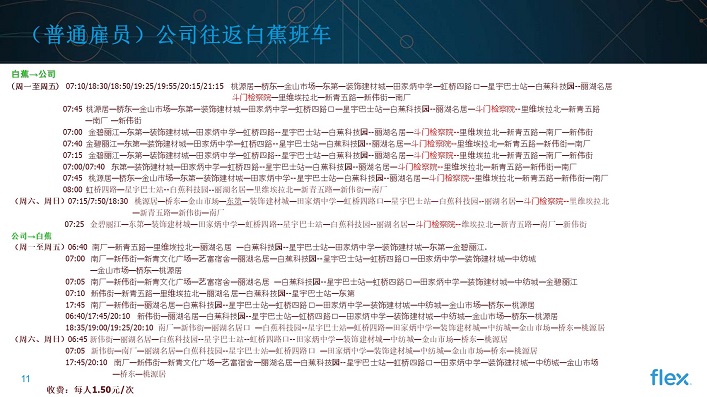 （普通雇员）公司往返白蕉班车
白蕉→公司
（周一至周五） 07:10/18:30/18:50/19:25/19:55/20:15/21:15 桃源居—桥东—金山市场—东第—装饰建材城—田家炳中学—虹桥四路口—星宇巴士站—白蕉科技园--丽湖名居
斗门检察院--里维埃拉北—新青五路—新伟街—南厂
07:45 桃源居—桥东—金山市场—东第—装饰建材城—田家炳中学—虹桥四路—星宇巴士站—白蕉科技园--丽湖名居—斗门检察院--里维埃拉北—新青五路
—南厂 —新伟街
07:00 金碧丽江—东第—装饰建材城—田家炳中学—虹桥四路--星宇巴士站—白蕉科技园--丽湖名居—斗门检察院--里维埃拉北—新青五路—南厂—新伟街
07:40 金碧丽江—东第—装饰建材城—田家炳中学—虹桥四路--星宇巴士站—白蕉科技园--丽湖名居—斗门检察院--里维埃拉北—新青五路—新伟街—南厂
07:15 金碧丽江—东第—装饰建材城—田家炳中学—虹桥四路--星宇巴士站—白蕉科技园--丽湖名居—斗门检察院--里维埃拉北—新青五路—南厂—新伟街
07:00/07:40 东第—装饰建材城—田家炳中学—虹桥四路--星宇巴士站—白蕉科技园--丽湖名居—斗门检察院--里维埃拉北—新青五路—新伟街—南厂
07:45 桃源居—桥东—金山市场—东第—装饰建材城—田家炳中学—虹桥四路--星宇巴士站—白蕉科技园--丽湖名居—斗门检察院--里维埃拉北—新青五路—新伟街—南厂
08:00 虹桥四路—星宇巴士站--白蕉科技园--丽湖名居—里维埃拉北—新青五路—新伟街—南厂
（周六、周日）07:15/7:50/18:30 桃源居—桥东—金山市场—东第—装饰建材城—田家炳中学—虹桥四路口—星宇巴士站—白蕉科技园--丽湖名居--斗门检察院--里维埃拉北
—新青五路—新伟街—南厂
07:25 金碧丽江—东第—装饰建材城—田家炳中学—虹桥四路--星宇巴士站—白蕉科技园--丽湖名居—斗门检察院--维埃拉北—新青五路—南厂—新伟街
公司→白蕉
（周一至周五）06:40 南厂—新青五路—里维埃拉北—丽湖名居 —白蕉科技园--星宇巴士站—田家炳中学—装饰建材城—东第—金碧丽江.
07:00 南厂—新伟街—新青文化广场—艺富宿舍—丽湖名居—白蕉科技园--星宇巴士站—虹桥四路口—田家炳中学—装饰建材城—中纺城
—金山市场—桥东—桃源居
07:05 南厂—新伟街—新青文化广场—艺富宿舍—丽湖名居 —白蕉科技园--星宇巴士站—虹桥四路口—田家炳中学—装饰建材城—中纺城—金碧丽江
07:10 新伟街—新青五路—里维埃拉北—丽湖名居—白蕉科技园--星宇巴士站—东第
17:45 南厂—新伟街—丽湖名居—白蕉科技园--星宇巴士站—虹桥四路口—田家炳中学—装饰建材城—中纺城—金山市场—桥东—桃源居
06:40/17:45/20:10 新伟街—丽湖名居—白蕉科技园--星宇巴士站—虹桥四路口—田家炳中学—装饰建材城—中纺城—金山市场—桥东—桃源居
18:35/19:00/19:25/20:10 南厂—新伟街—丽湖名居口 —白蕉科技园--星宇巴士站—虹桥四路—田家炳中学—装饰建材城—中纺城—金山市场—桥东—桃源居
（周六、周日）06:45 新伟街—丽湖名居—白蕉科技园--星宇巴士站--虹桥四路口--田家炳中学—装饰建材城—中纺城—金山市场—桥东—桃源居
07:05 新伟街—南厂—丽湖名居—白蕉科技园--星宇巴士站—虹桥四路口 —田家炳中学—装饰建材城—中纺城—金山市场—桥东—桃源居
17:45/20:10 南厂—新伟街—新青文化广场—艺富宿舍—丽湖名居—白蕉科技园--星宇巴士站—虹桥四路口—田家炳中学—装饰建材城—中纺城—金山市场
—桥东—桃源居
收费：每人1.50元/次
11
flex